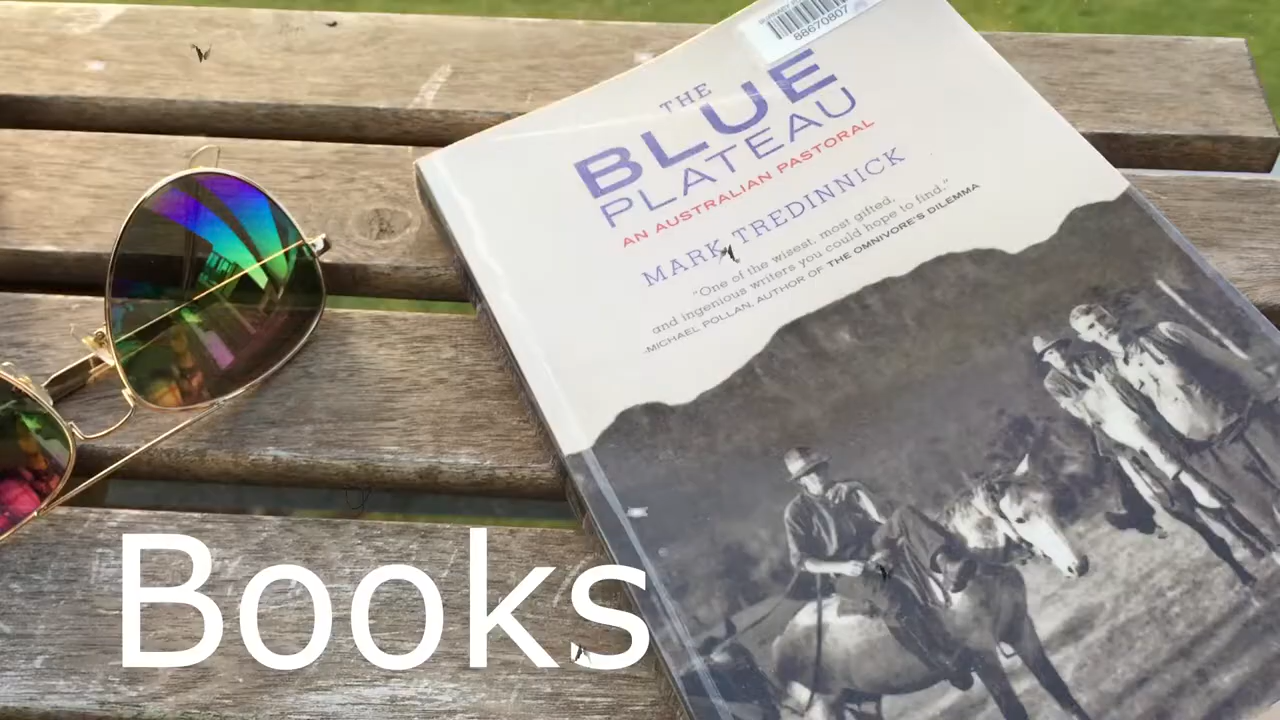 88670807
THE
BLUE
PLATEAU
AN AUSTRALIAN PASTORAL
MARK TREDINNICK
"One of the wisest, most gifted,
and ingenious writers you could hope to find."
-MICHAEL POLLAN, AUTHOR OF THE OMNIVORE'S DILEMMA
Books